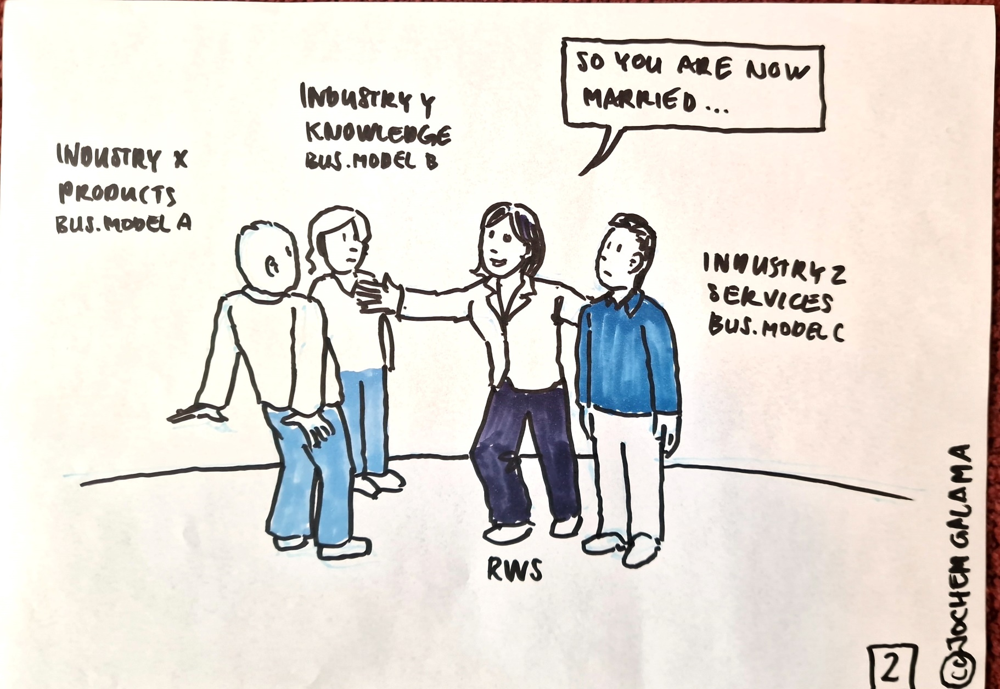 SO YOU ARE NOW
MARRIED...
INDUSTRY Y
KNOWLEDGE
BUS.MODEL B
INDUSTRY X
PRODUCTS
BUS.MODEL A
INDUSTRY Z
SERVICES
BUS.MODEL C
RWS
2
© JOCHEM GALAMA